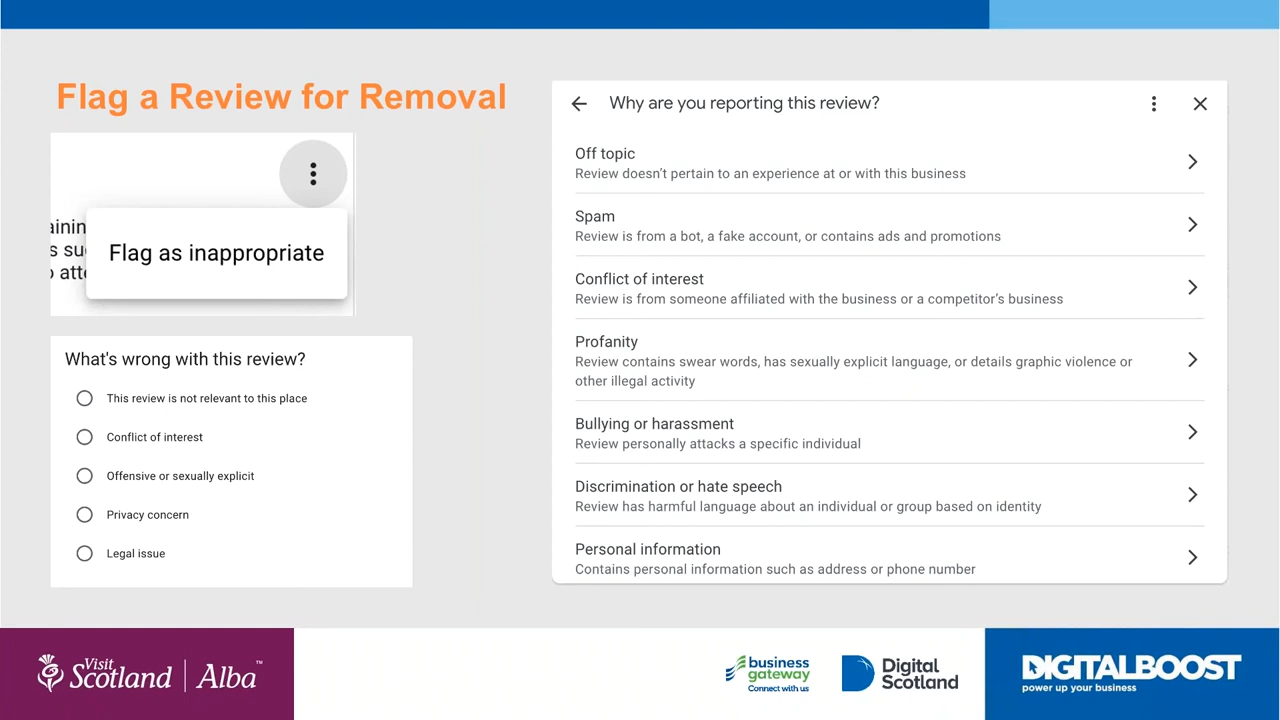 Flag a Review for Removal
aining
s su
o atte
Flag as inappropriate
What's wrong with this review?
This review is not relevant to this place
Conflict of interest
Offensive or sexually explicit
Privacy concern
Legal issue
Why are you reporting this review?
Off topic
Review doesn't pertain to an experience at or with this business
Spam
Review is from a bot, a fake account, or contains ads and promotions
Conflict of interest
Review is from someone affiliated with the business or a competitor's business
Profanity
Review contains swear words, has sexually explicit language, or details graphic violence or
other illegal activity
Bullying or harassment
Review personally attacks a specific individual
Discrimination or hate speech
Review has harmful language about an individual or group based on identity
Personal information
Contains personal information such as address or phone number
Visit
Scotland | Alba™
business
gateway
Connect with us
Digital
Scotland
DIGITALBOOST
power up your business